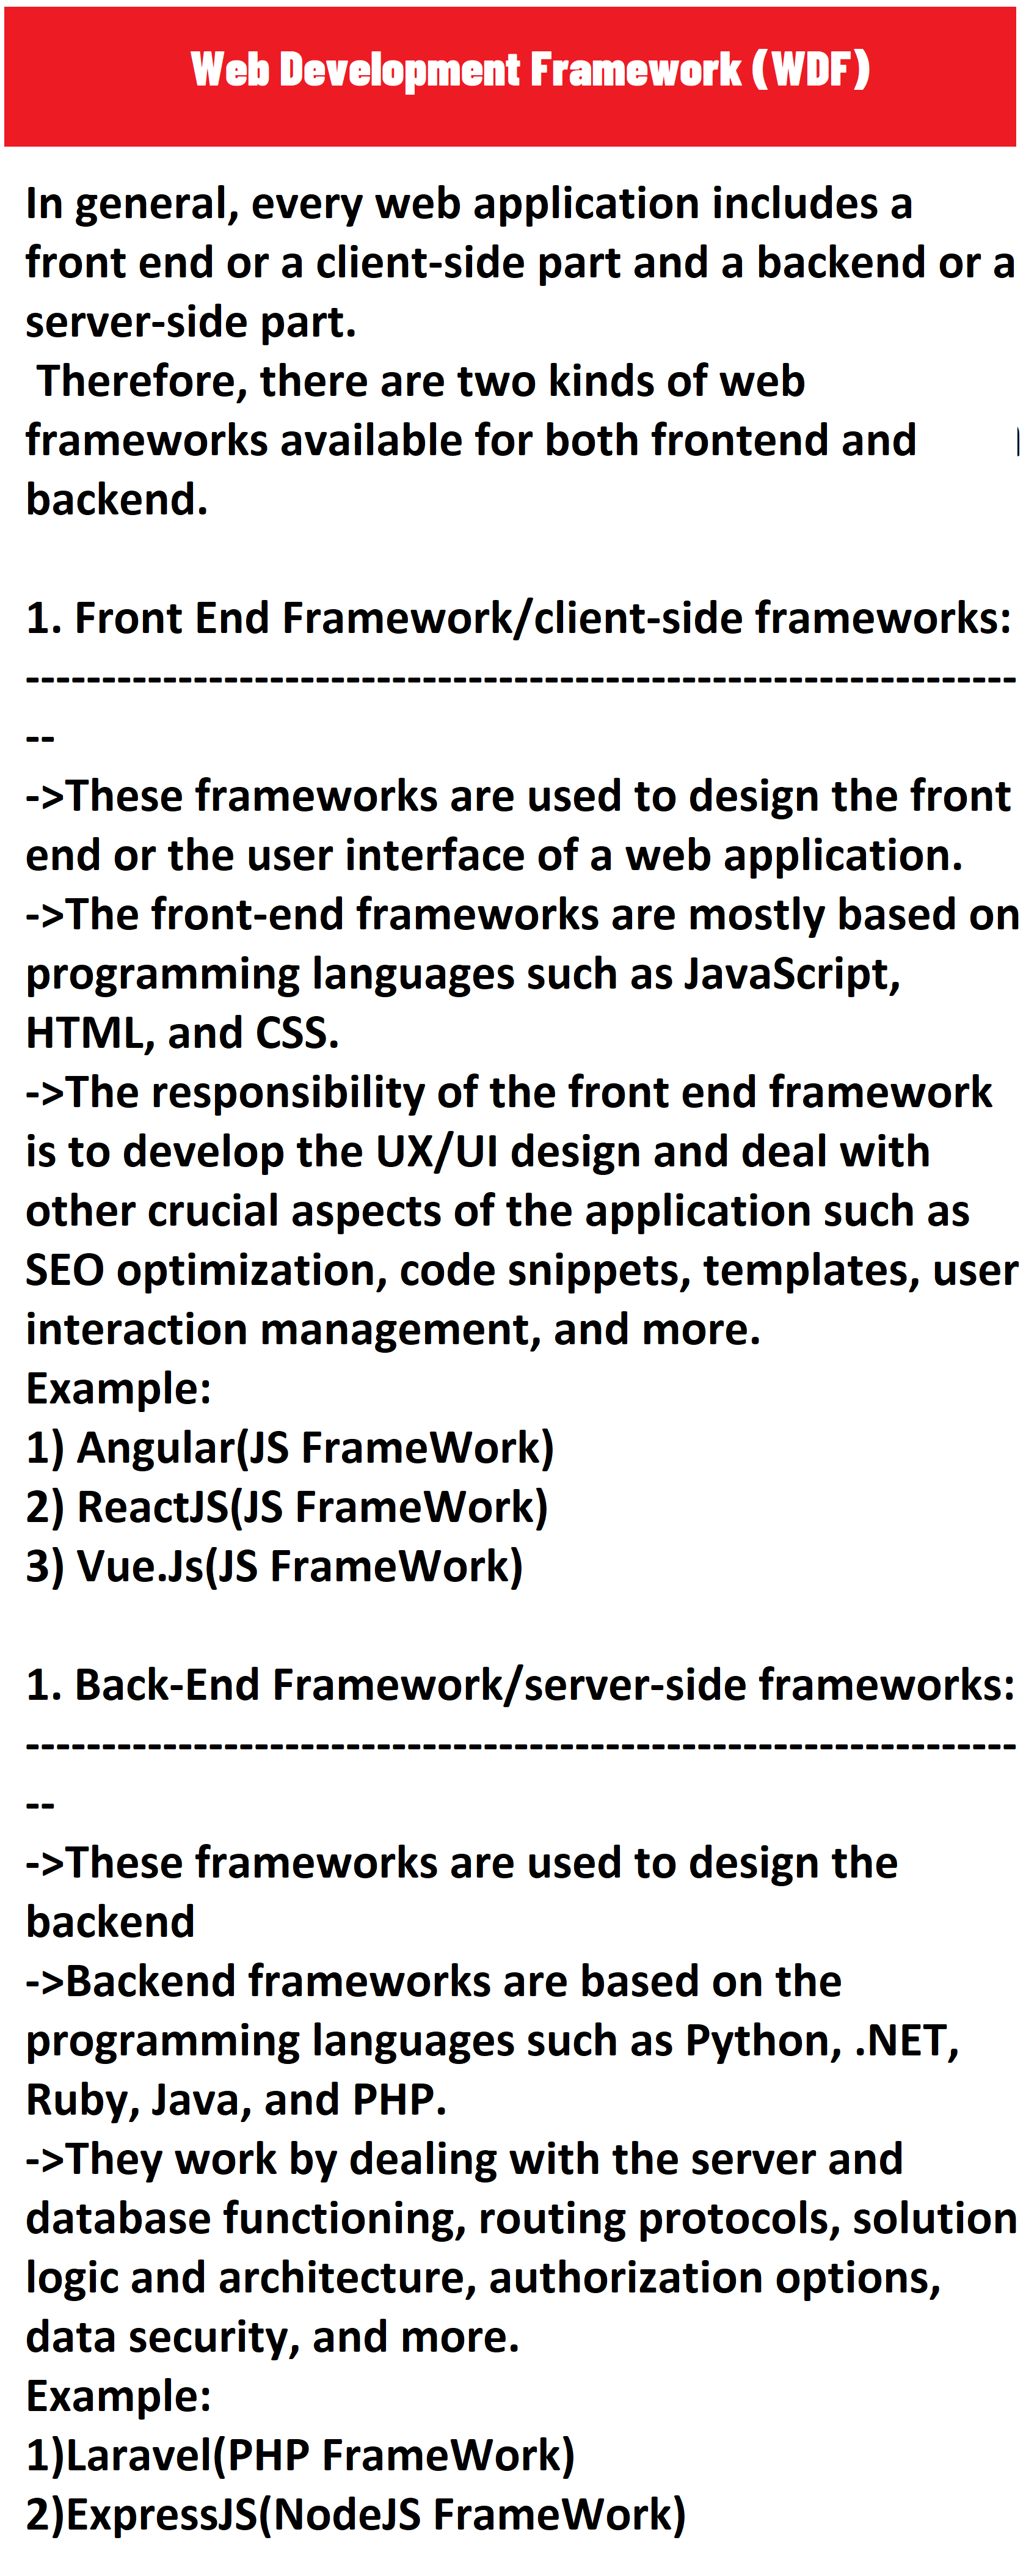 Web Development Framework (WDF)
In general, every web application includes a
front end or a client-side part and a backend or a
server-side part.
Therefore, there are two kinds of web
frameworks available for both frontend and
backend.
1. Front End Framework/client-side frameworks:
-----------------------------------------------------------------
--
->These frameworks are used to design the front
end or the user interface of a web application.
->The front-end frameworks are mostly based on
programming languages such as JavaScript,
HTML, and CSS.
->The responsibility of the front end framework
is to develop the UX/UI design and deal with
other crucial aspects of the application such as
SEO optimization, code snippets, templates, user
interaction management, and more.
Example:
1) Angular(JS FrameWork)
2) ReactJS(JS FrameWork)
3) Vue.Js(JS FrameWork)
1. Back-End Framework/server-side frameworks:
-----------------------------------------------------------------
--
->These frameworks are used to design the
backend
->Backend frameworks are based on the
programming languages such as Python, .NET,
Ruby, Java, and PHP.
->They work by dealing with the server and
database functioning, routing protocols, solution
logic and architecture, authorization options,
data security, and more.
Example:
1)Laravel(PHP FrameWork)
2)ExpressJS(NodeJS FrameWork)